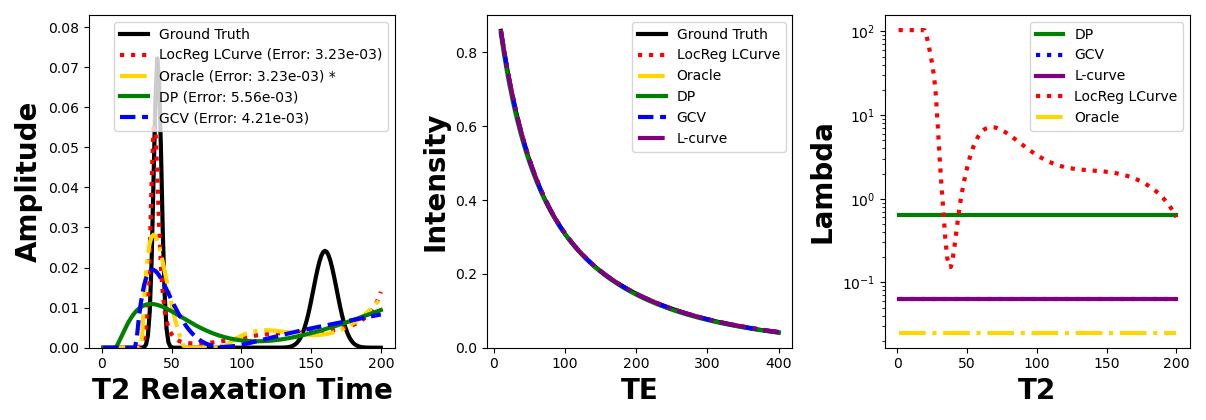 Amplitude
0.08
0.07
0.06
0.05
0.04
0.03
0.02
0.01
0.00
0 50 100 150 200
T2 Relaxation Time
Ground Truth
LocReg LCurve (Error: 3.23e-03)
Oracle (Error: 3.23e-03) *
DP (Error: 5.56e-03)
GCV (Error: 4.21e-03)
Intensity
0.8
0.6
0.4
0.2
0.0
0 100 200 300 400
TE
Ground Truth
LocReg LCurve
Oracle
DP
GCV
L-curve
Lambda
10²
10¹
10⁰
10⁻¹
0 50 100 150 200
T2
DP
GCV
L-curve
LocReg LCurve
Oracle